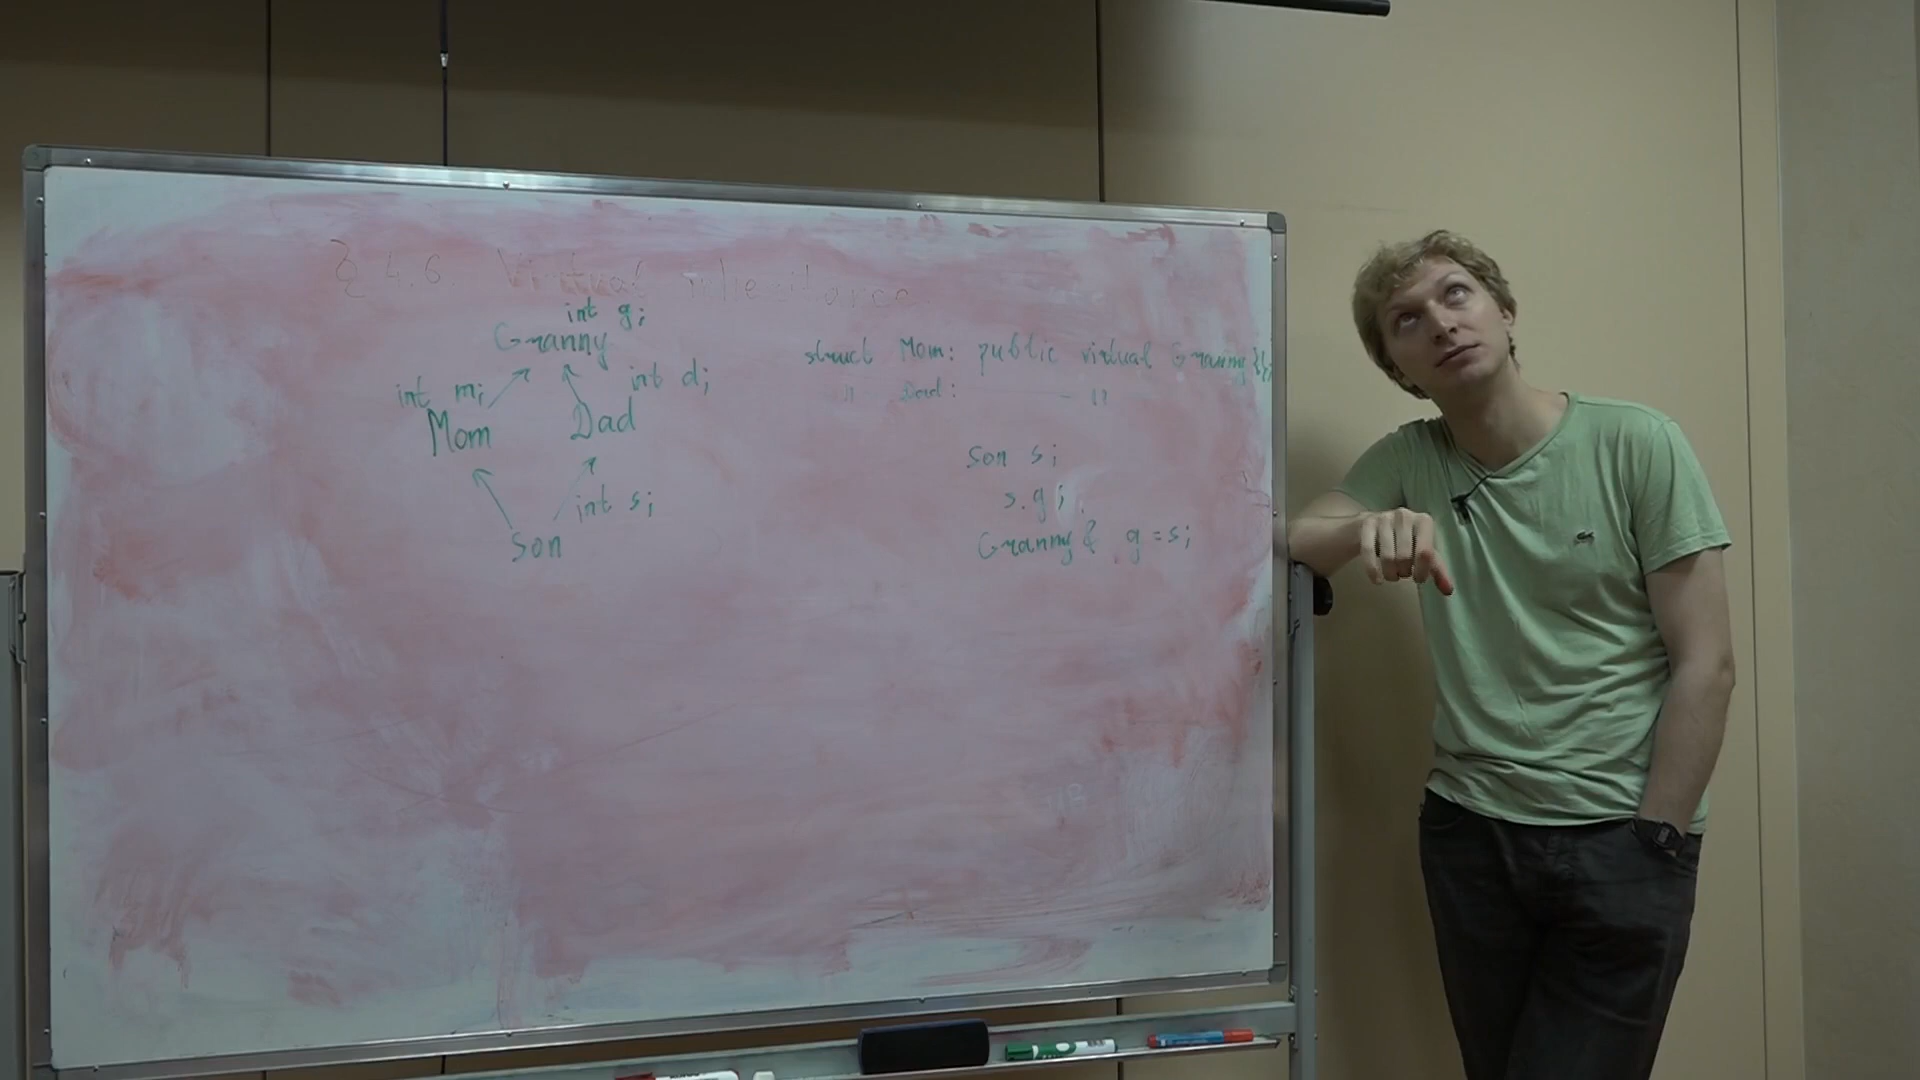 § 4.6. Virtual inheritance.
int g;
Granny
int m;
int d;
Mom
Dad
int s;
Son
struct Mom: public virtual Granny {};
" Dad: — " 
Son s;
s.g;
Granny& g = s;
UB